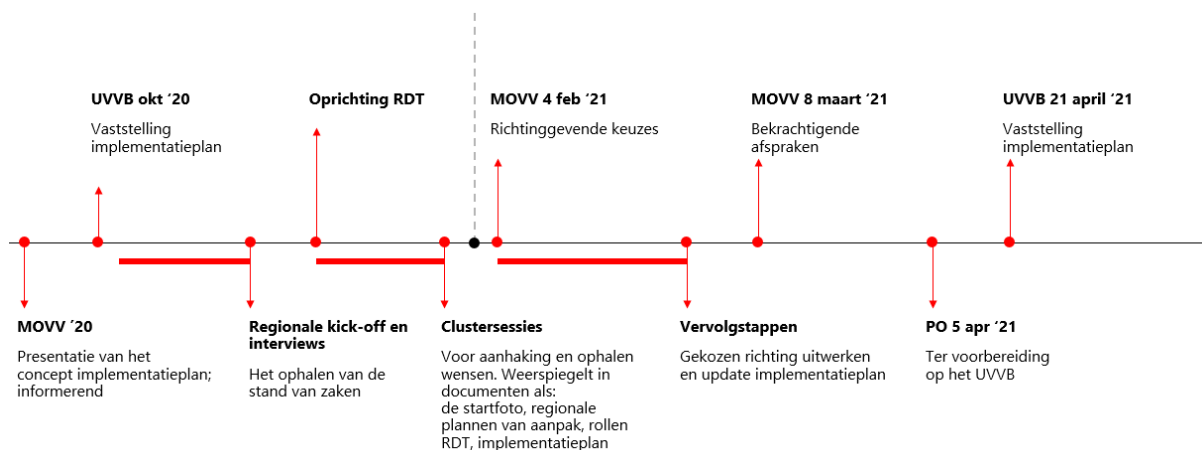 UVVB okt ‘20
Vaststelling
implementatieplan
Oprichting RDT
MOVV 4 feb ‘21
Richtinggevende keuzes
MOVV 8 maart ‘21
Bekrachtigende
afspraken
UVVB 21 april ‘21
Vaststelling
implementatieplan
MOVV ´20
Presentatie van het
concept implementatieplan;
informerend
Regionale kick-off en
interviews
Het ophalen van de
stand van zaken
Clustersessies
Voor aanhaking en ophalen
wensen. Weerspiegelt in
documenten als:
de startfoto, regionale
plannen van aanpak, rollen
RDT, implementatieplan
Vervolgstappen
Gekozen richting uitwerken
en update implementatieplan
PO 5 apr ‘21
Ter voorbereiding
op het UVVB